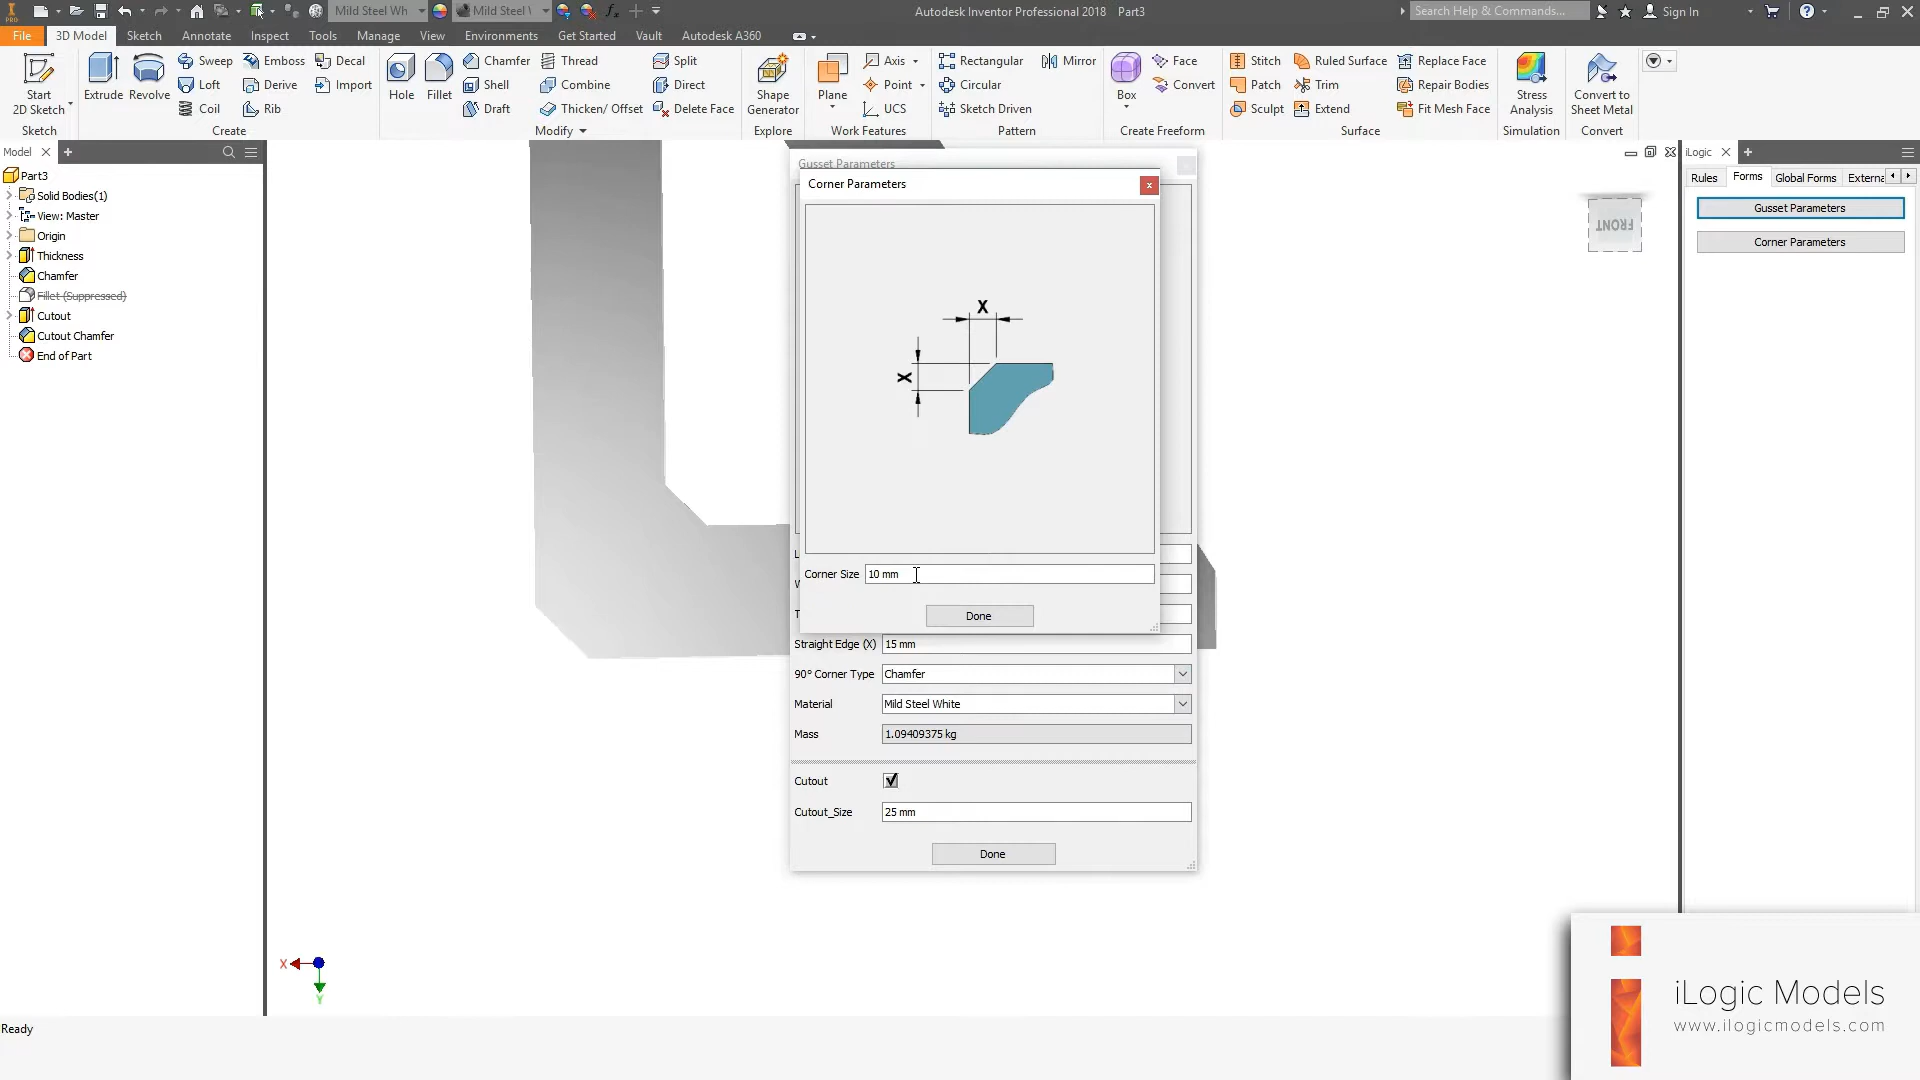 Mild Steel Wh
Mild Steel \
Autodesk Inventor Professional 2018 Part3
Search Help & Commands...
Sign In
File
3D Model
Sketch
Annotate
Inspect
Tools
Manage
View
Environments
Get Started
Vault
Autodesk A360
Start
2D Sketch
Sketch
Extrude
Revolve
Sweep
Emboss
Decal
Loft
Derive
Import
Coil
Rib
Create
Hole
Fillet
Chamfer
Thread
Split
Shell
Combine
Direct
Draft
Thicken/ Offset
Delete Face
Modify
Shape
Generator
Explore
Plane
Axis
Point
UCS
Work Features
Rectangular
Mirror
Circular
Sketch Driven
Pattern
Box
Face
Convert
Create Freeform
Stitch
Ruled Surface
Replace Face
Patch
Trim
Repair Bodies
Sculpt
Extend
Fit Mesh Face
Surface
Stress
Analysis
Simulation
Convert to
Sheet Metal
Convert
Model
Part3
Solid Bodies(1)
View: Master
Origin
Thickness
Chamfer
Fillet (Suppressed)
Cutout
Cutout Chamfer
End of Part
Gusset Parameters
Corner Parameters
x
X
X
Corner Size 10 mm
Done
L
W
T
Straight Edge (X) 15 mm
90° Corner Type Chamfer
Material Mild Steel White
Mass 1.09409375 kg
Cutout
Cutout_Size 25 mm
Done
FRONT
iLogic
Rules
Forms
Global Forms
Externa
Gusset Parameters
Corner Parameters
X
Y
Ready
iLogic Models
www.ilogicmodels.com